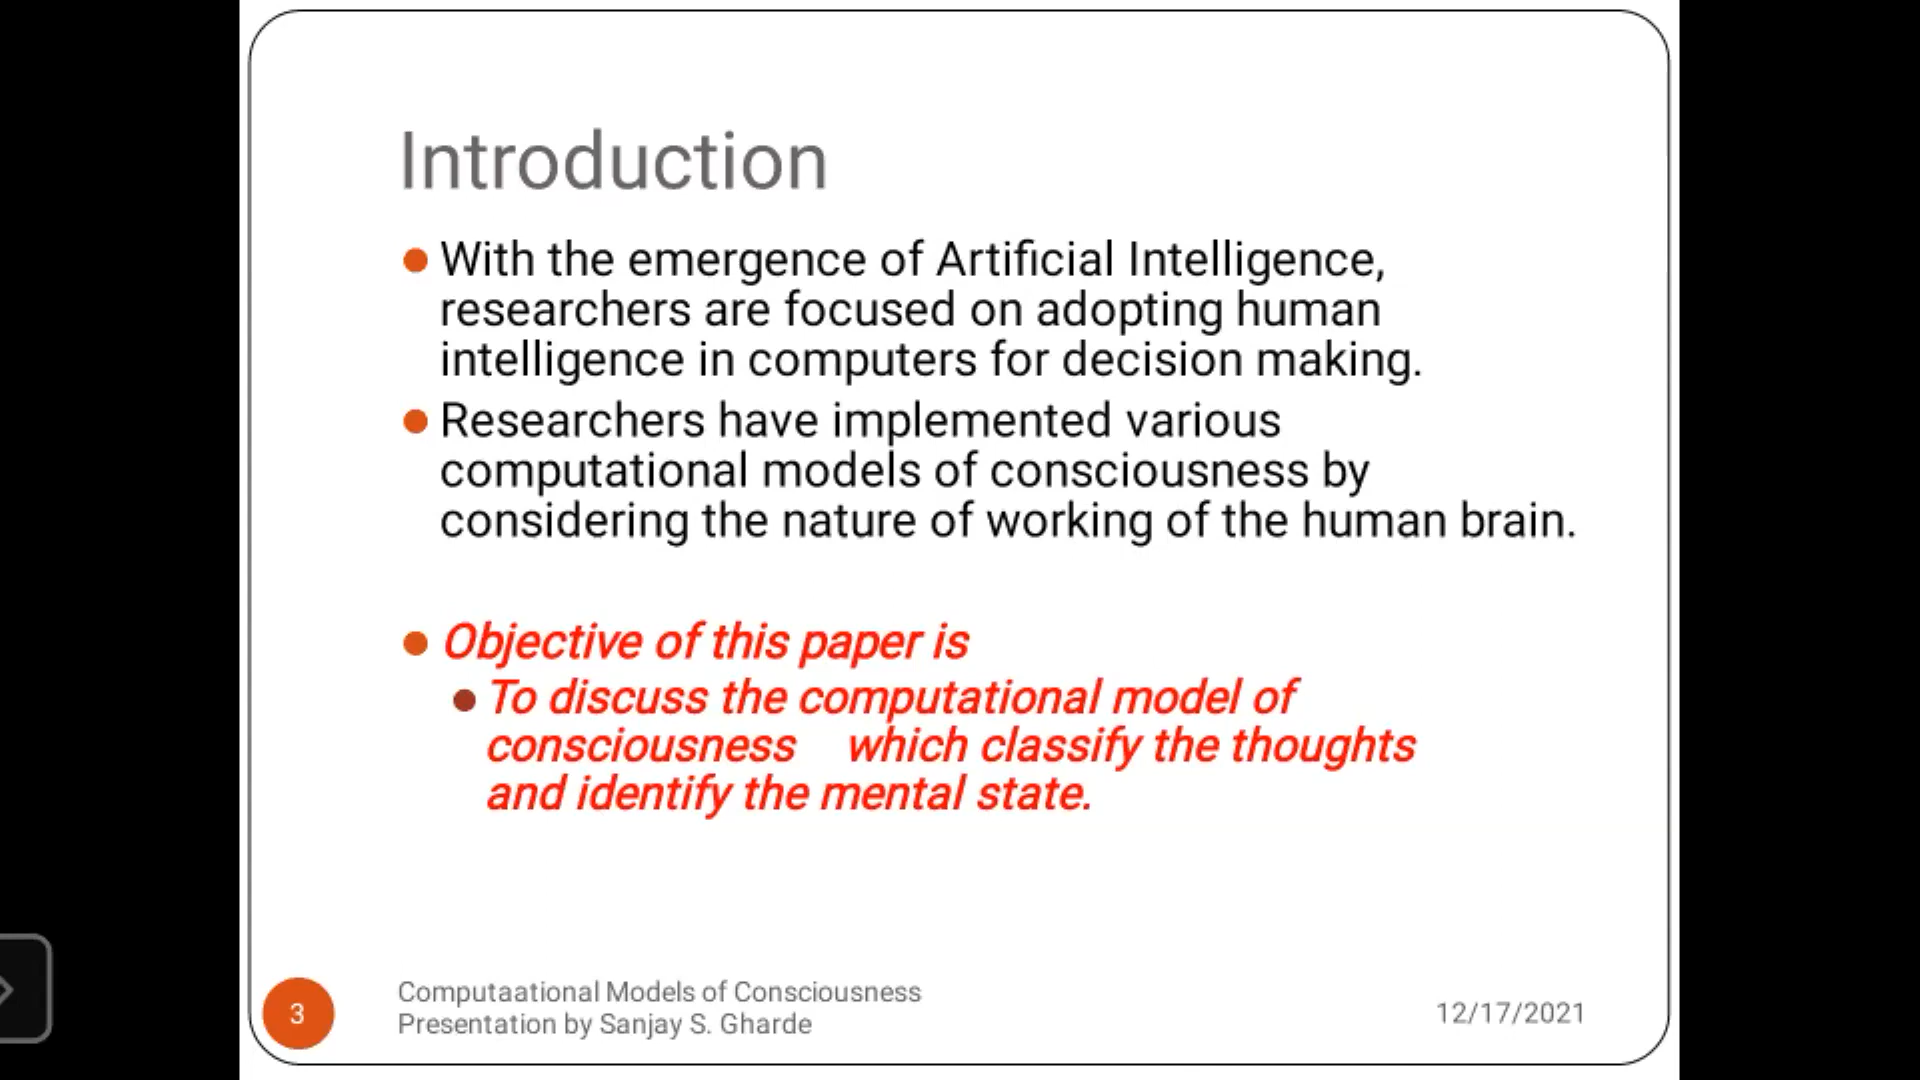 Introduction
With the emergence of Artificial Intelligence,
researchers are focused on adopting human
intelligence in computers for decision making.
Researchers have implemented various
computational models of consciousness by
considering the nature of working of the human brain.
Objective of this paper is
To discuss the computational model of
consciousness which classify the thoughts
and identify the mental state.
3
Computaational Models of Consciousness
Presentation by Sanjay S. Gharde
12/17/2021